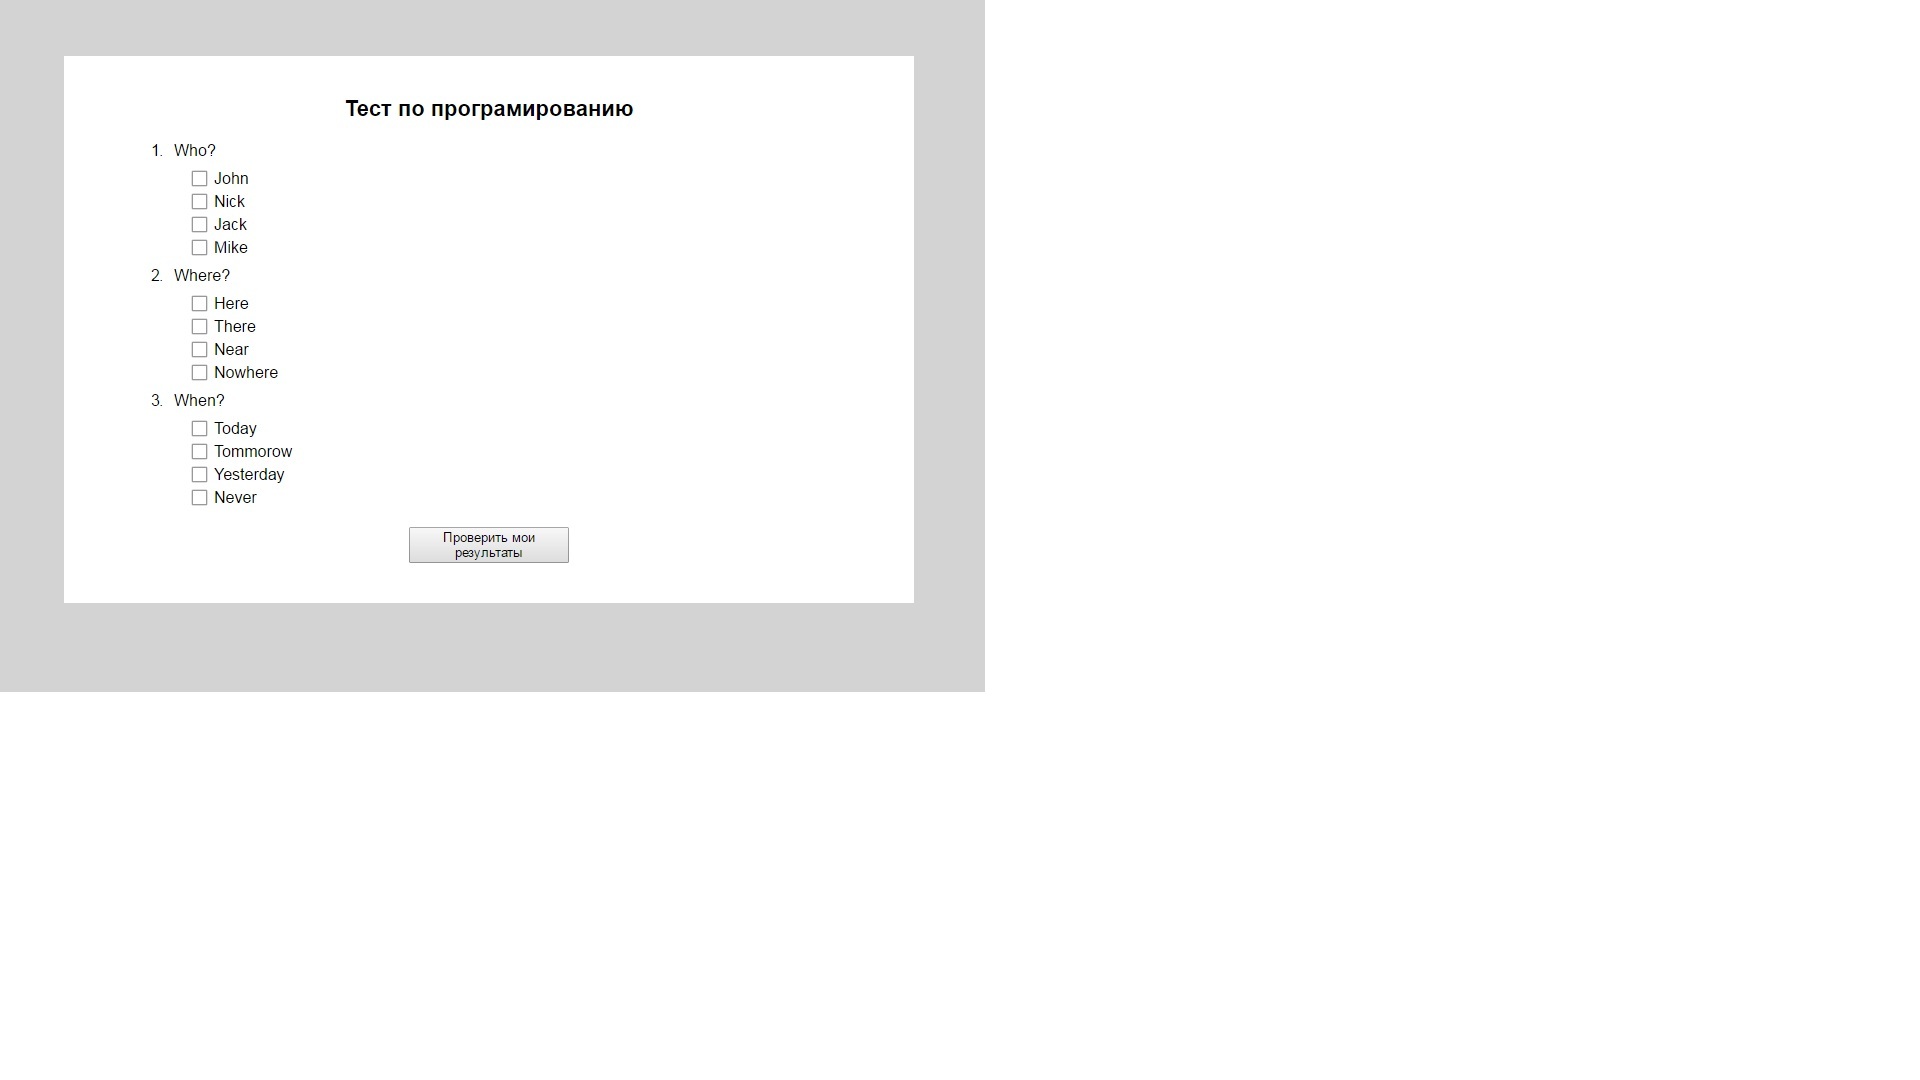 Тест по програмированию
1. Who?
John
Nick
Jack
Mike
2. Where?
Here
There
Near
Nowhere
3. When?
Today
Tommorow
Yesterday
Never
Проверить мои
результаты